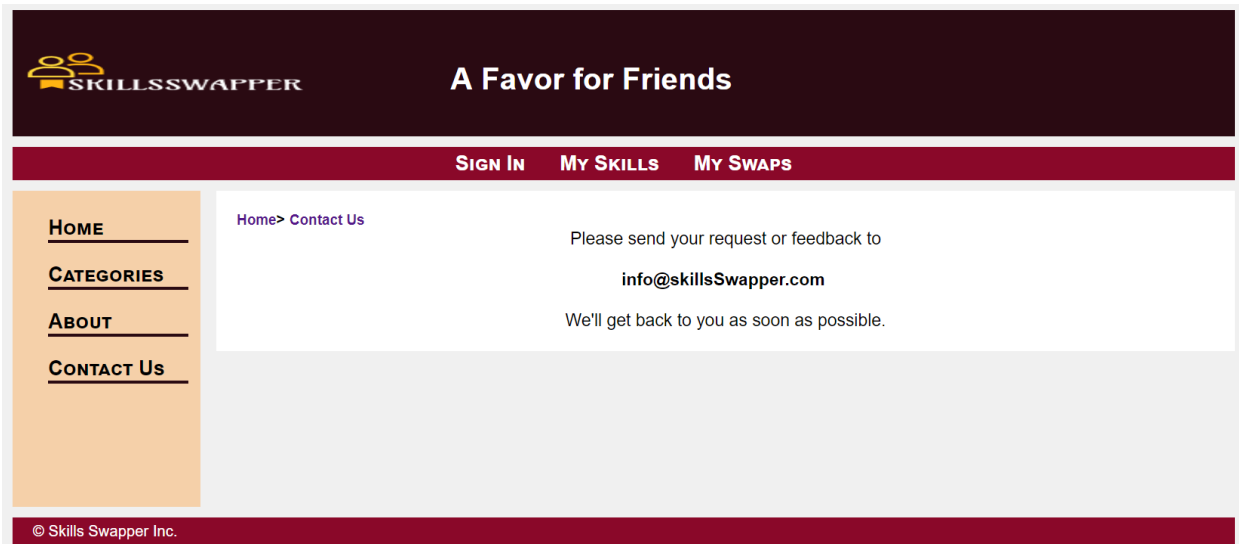 SKILLSSWAPPER
A Favor for Friends
Sign In My Skills My Swaps
Home
Categories
About
Contact Us
Home> Contact Us
Please send your request or feedback to
info@skillsSwapper.com
We'll get back to you as soon as possible.
© Skills Swapper Inc.